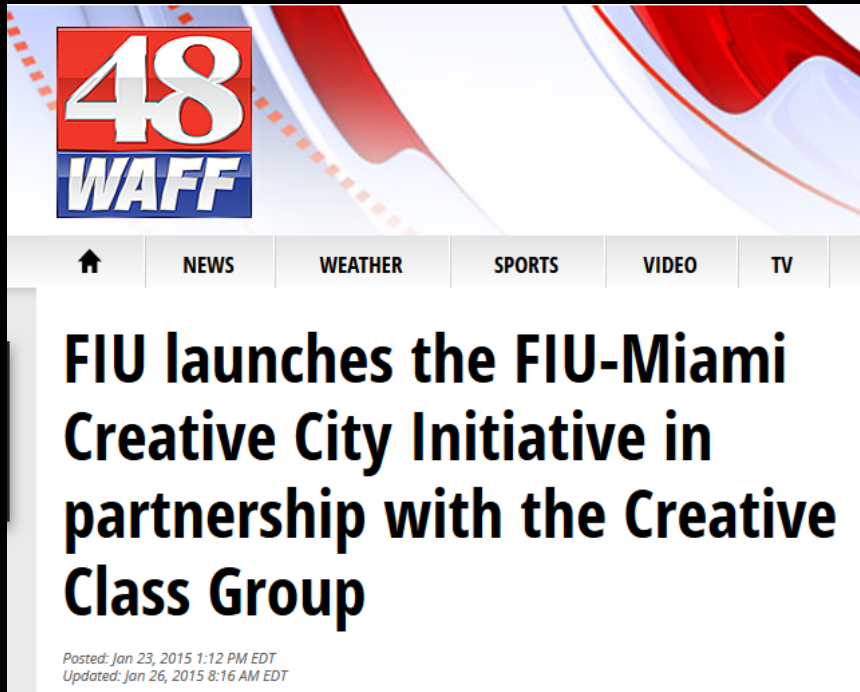 48
WAFF
NEWS WEATHER SPORTS VIDEO TV
FIU launches the FIU-Miami
Creative City Initiative in
partnership with the Creative
Class Group
Posted: Jan 23, 2015 1:12 PM EDT
Updated: Jan 26, 2015 8:16 AM EDT